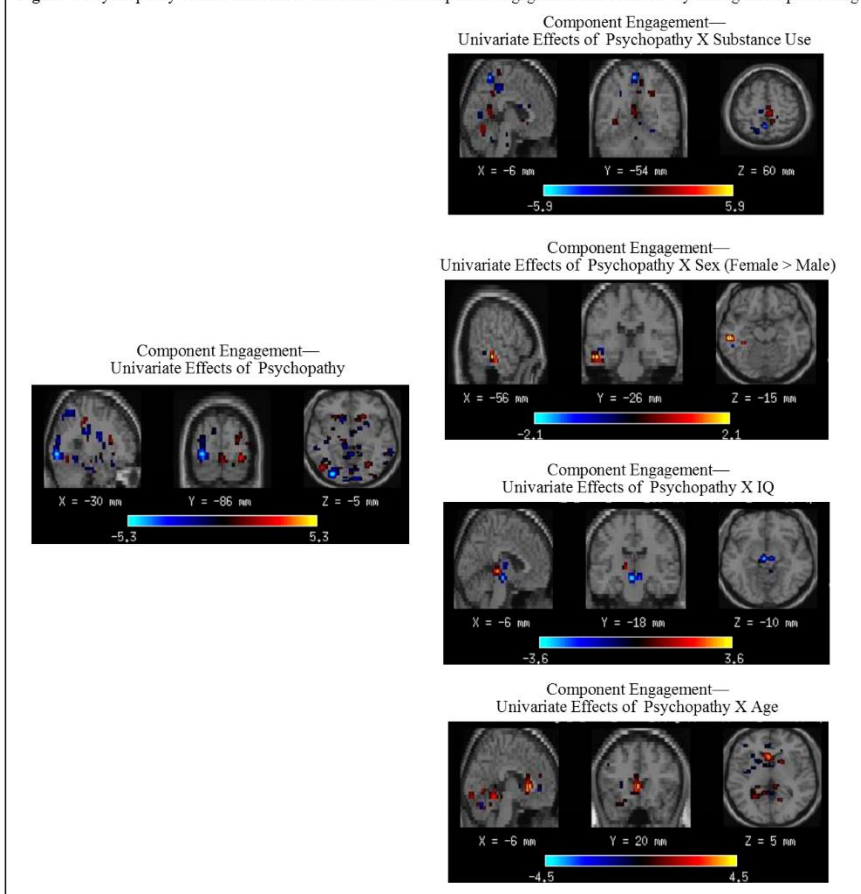 Component Engagement—
Univariate Effects of Psychopathy X Substance Use
X = -6 mm Y = -54 mm Z = 60 mm
-5.9 5.9
Component Engagement—
Univariate Effects of Psychopathy X Sex (Female > Male)
X = -56 mm Y = -26 mm Z = -15 mm
-2.1 2.1
Component Engagement—
Univariate Effects of Psychopathy
X = -30 mm Y = -86 mm Z = -5 mm
-5.3 5.3
Component Engagement—
Univariate Effects of Psychopathy X IQ
X = -6 mm Y = -18 mm Z = -10 mm
-3.6 3.6
Component Engagement—
Univariate Effects of Psychopathy X Age
X = -6 mm Y = 20 mm Z = 5 mm
-4.5 4.5